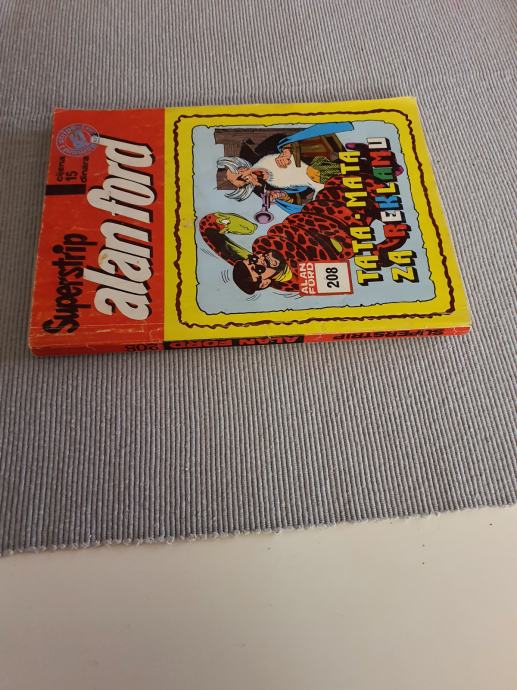 Superstrip
cijena
15
dinara
alan ford
ALAN
FORD
208
TATA-MATA
ZA REKLAMU
208 ALAN FORD SUPERSTRIP